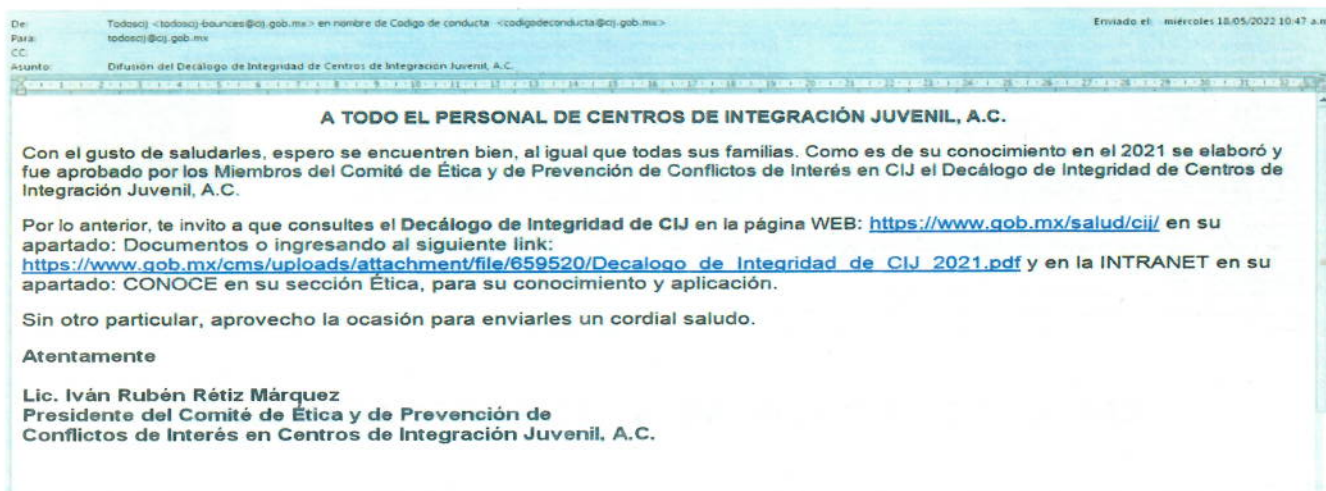 De: Todoscij <todoscij-bounces@cij.gob.mx> en nombre de Codigo de conducta <codigodeconducta@cij.gob.mx> Enviado el: miércoles 18/05/2022 10:47 a.m
Para: todoscij@cij.gob.mx
CC:
Asunto: Difusión del Decálogo de Integridad de Centros de Integración Juvenil, A.C.
A TODO EL PERSONAL DE CENTROS DE INTEGRACIÓN JUVENIL, A.C.
Con el gusto de saludarles, espero se encuentren bien, al igual que todas sus familias. Como es de su conocimiento en el 2021 se elaboró y
fue aprobado por los Miembros del Comité de Ética y de Prevención de Conflictos de Interés en CIJ el Decálogo de Integridad de Centros de
Integración Juvenil, A.C.
Por lo anterior, te invito a que consultes el Decálogo de Integridad de CIJ en la página WEB: https://www.gob.mx/salud/cij/ en su
apartado: Documentos o ingresando al siguiente link:
https://www.gob.mx/cms/uploads/attachment/file/659520/Decalogo_de_Integridad_de_CIJ_2021.pdf y en la INTRANET en su
apartado: CONOCE en su sección Ética, para su conocimiento y aplicación.
Sin otro particular, aprovecho la ocasión para enviarles un cordial saludo.
Atentamente
Lic. Iván Rubén Rétiz Márquez
Presidente del Comité de Ética y de Prevención de
Conflictos de Interés en Centros de Integración Juvenil, A.C.